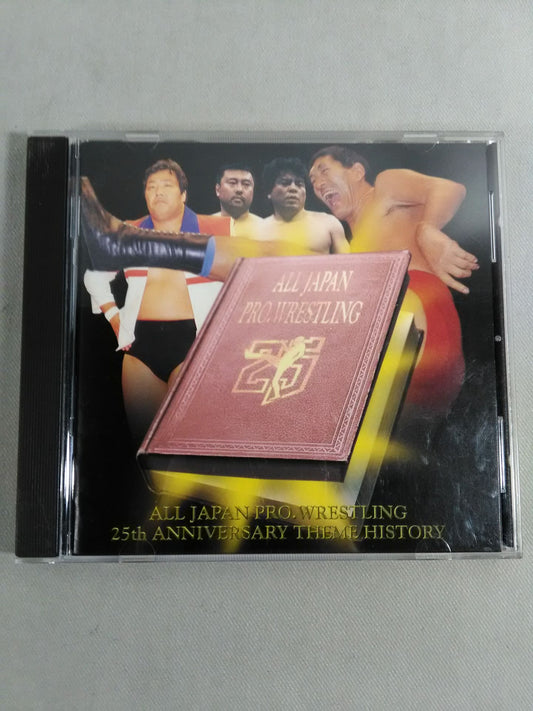 ALL JAPAN
PRO. WRESTLING
25
ALL JAPAN PRO. WRESTLING
25th ANNIVERSARY THEME HISTORY